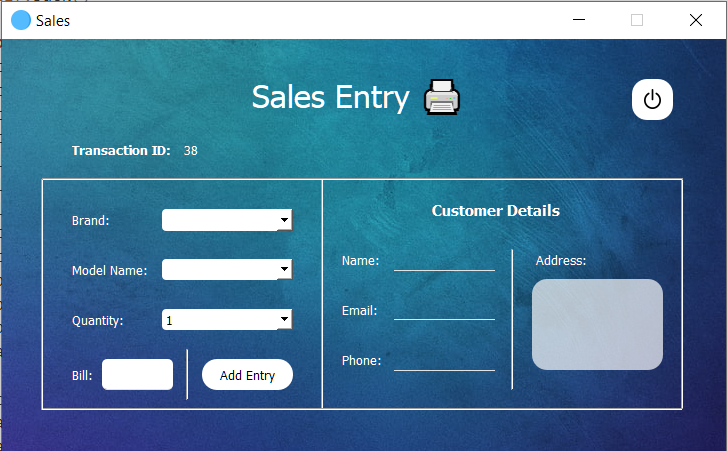 Sales
Sales Entry
Transaction ID: 38
Brand:
Model Name:
Quantity: 1
Bill:
Add Entry
Customer Details
Name:
Email:
Phone:
Address: